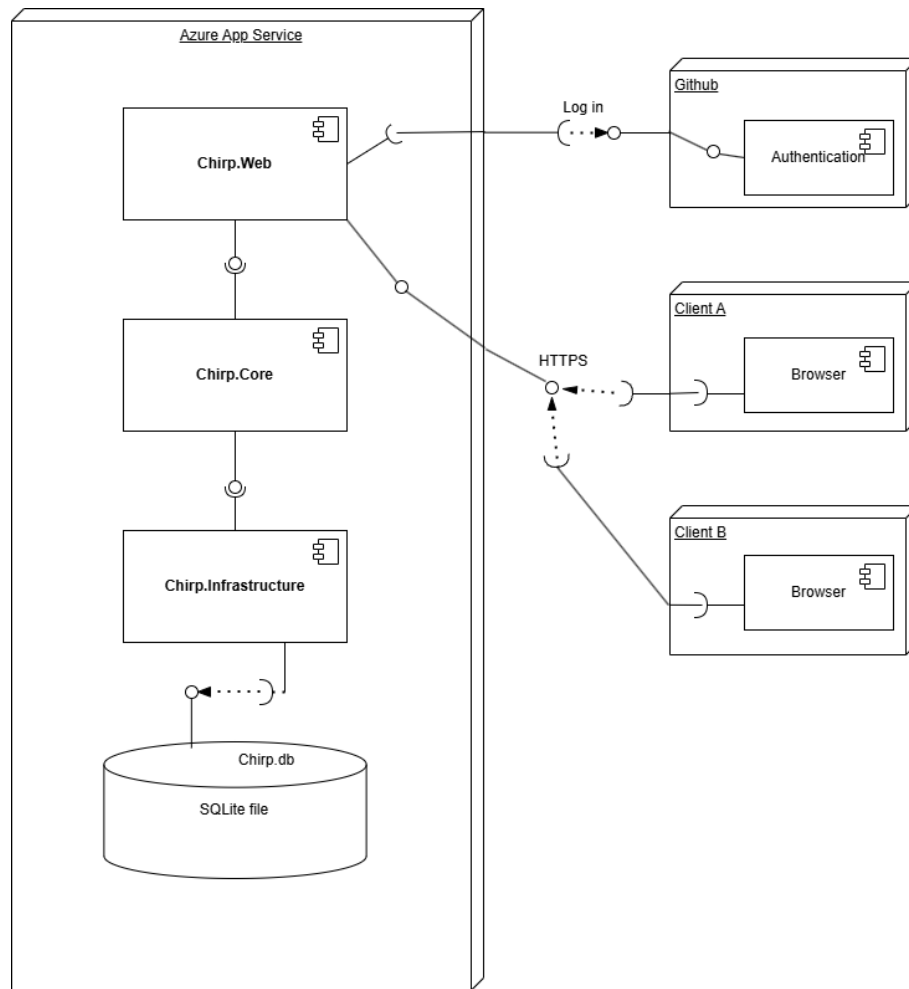 Azure App Service
Chirp.Web
Chirp.Core
Chirp.Infrastructure
Chirp.db
SQLite file
Log in
HTTPS
Github
Authentication
Client A
Browser
Client B
Browser